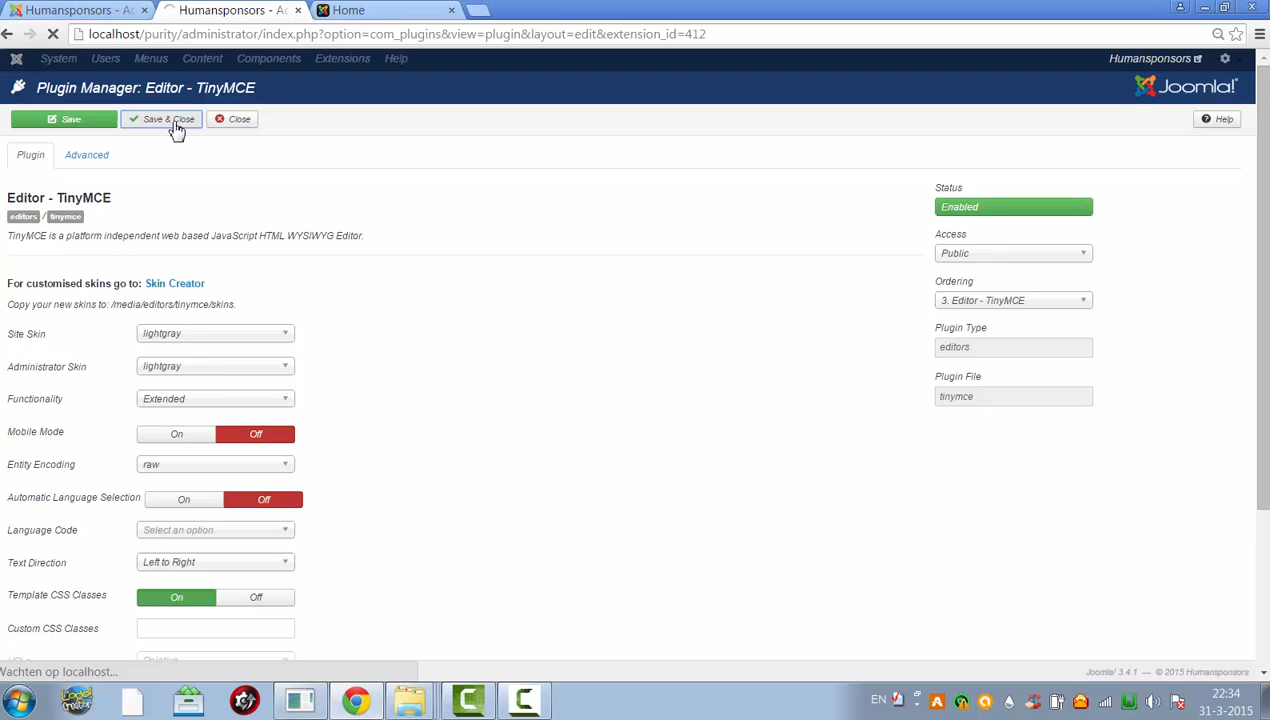 Humansponsors - Ac
Humansponsors - Ac
Home
localhost/purity/administrator/index.php?option=com_plugins&view=plugin&layout=edit&extension_id=412
System Users Menus Content Components Extensions Help Humansponsors
Plugin Manager: Editor - TinyMCE Joomla!
Save Save & Close Close Help
Plugin Advanced
Editor - TinyMCE
editors / tinymce
TinyMCE is a platform independent web based JavaScript HTML WYSIWYG Editor.
For customised skins go to: Skin Creator
Copy your new skins to: /media/editors/tinymce/skins.
Site Skin lightgray
Administrator Skin lightgray
Functionality Extended
Mobile Mode On Off
Entity Encoding raw
Automatic Language Selection On Off
Language Code Select an option
Text Direction Left to Right
Template CSS Classes On Off
Custom CSS Classes
Status
Enabled
Access
Public
Ordering
3. Editor - TinyMCE
Plugin Type
editors
Plugin File
tinymce
Wachten op localhost...
Joomla! 3.4.1 — © 2015 Humansponsors
EN
22:34
31-3-2015